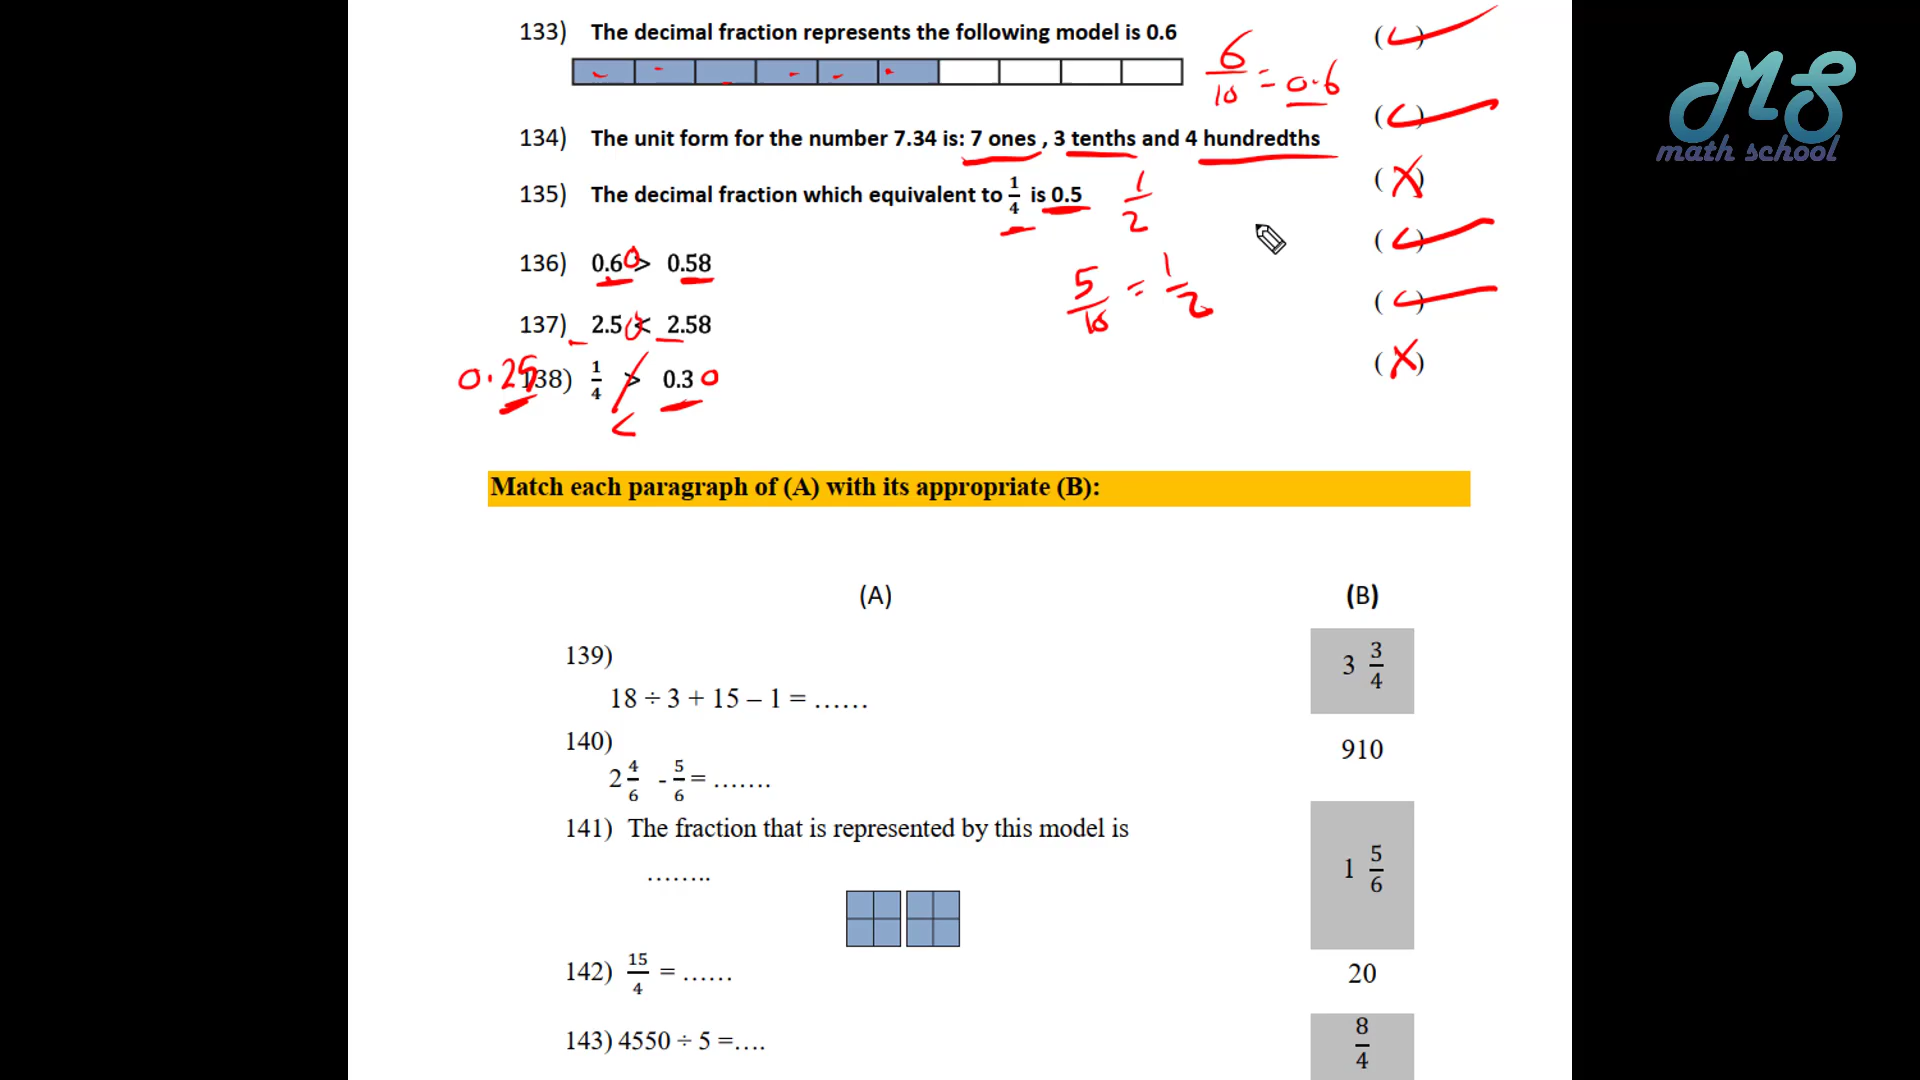 133) The decimal fraction represents the following model is 0.6
6/10 = 0.6
134) The unit form for the number 7.34 is: 7 ones , 3 tenths and 4 hundredths
135) The decimal fraction which equivalent to 1/4 is 0.5 1/2
136) 0.60 > 0.58
5/10 = 1/2
137) 2.50 < 2.58
0.25 138) 1/4 > 0.30
<
Match each paragraph of (A) with its appropriate (B):
(A) (B)
139)
18 ÷ 3 + 15 – 1 = ......
3 3/4
140)
2 4/6 - 5/6 = .......
910
141) The fraction that is represented by this model is
........
1 5/6
142) 15/4 = ......
20
143) 4550 ÷ 5 =....
8/4
MS
math school